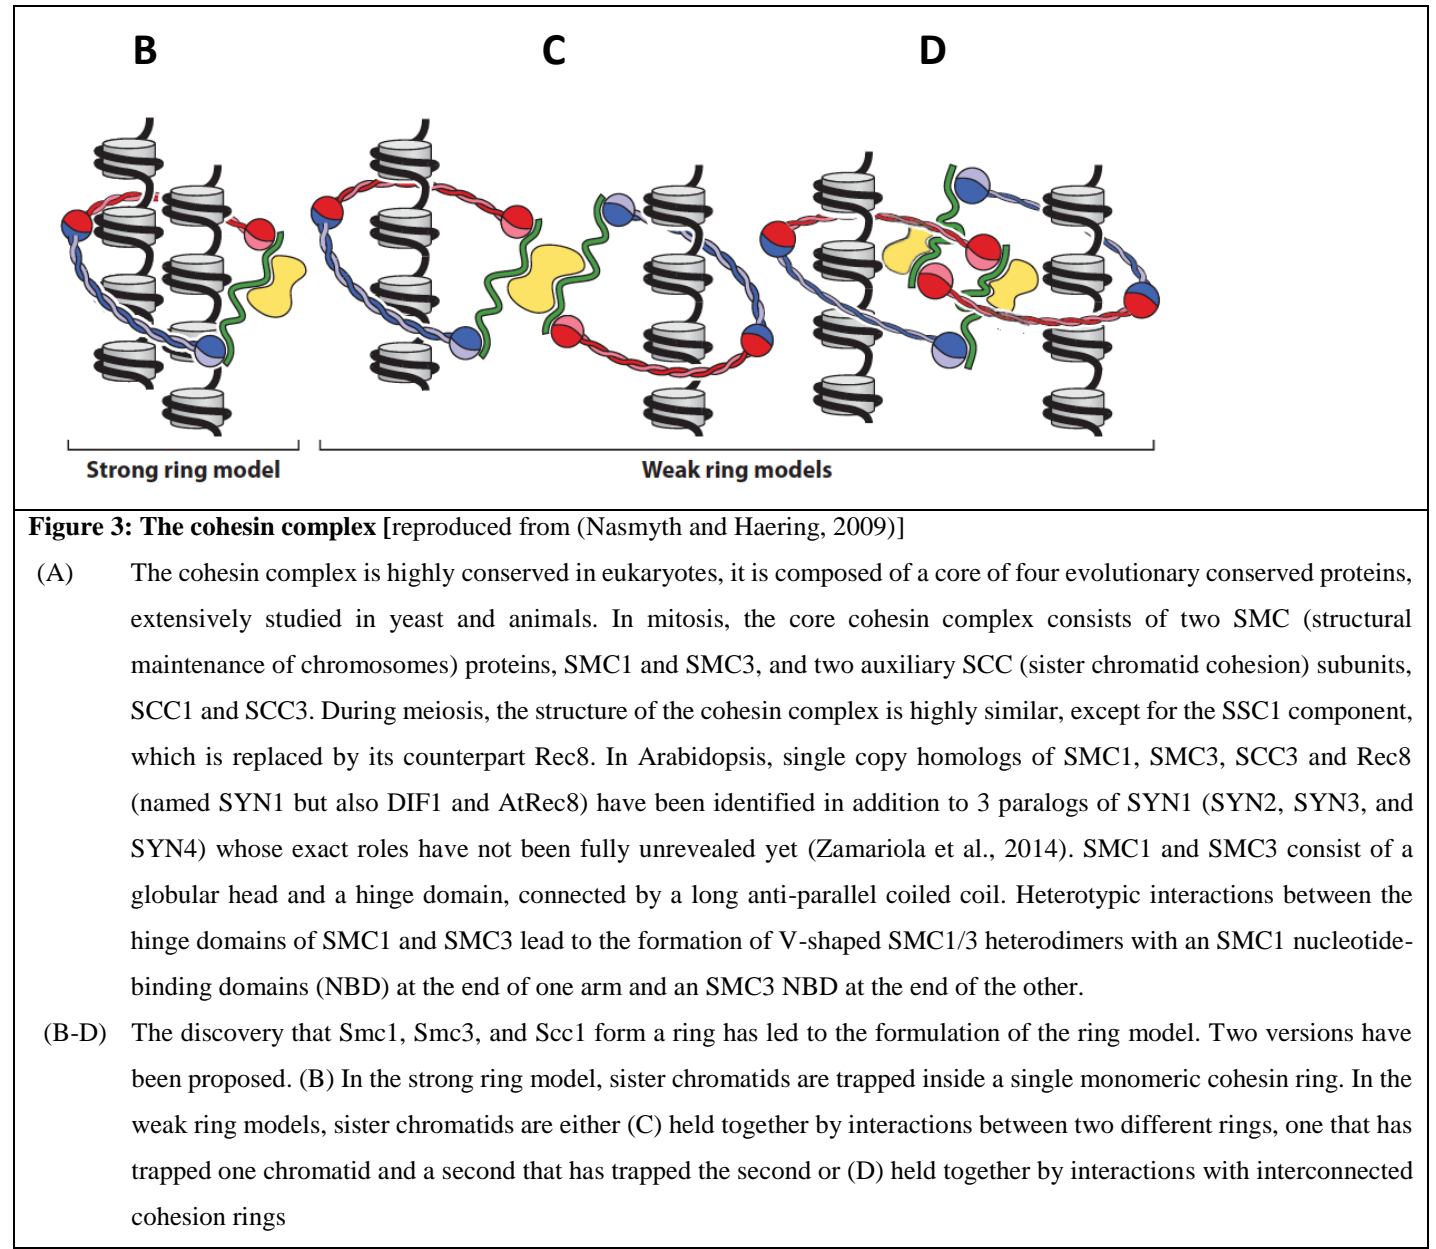 B C D
Strong ring model Weak ring models
Figure 3: The cohesin complex [reproduced from (Nasmyth and Haering, 2009)]
(A) The cohesin complex is highly conserved in eukaryotes, it is composed of a core of four evolutionary conserved proteins,
extensively studied in yeast and animals. In mitosis, the core cohesin complex consists of two SMC (structural
maintenance of chromosomes) proteins, SMC1 and SMC3, and two auxiliary SCC (sister chromatid cohesion) subunits,
SCC1 and SCC3. During meiosis, the structure of the cohesin complex is highly similar, except for the SSC1 component,
which is replaced by its counterpart Rec8. In Arabidopsis, single copy homologs of SMC1, SMC3, SCC3 and Rec8
(named SYN1 but also DIF1 and AtRec8) have been identified in addition to 3 paralogs of SYN1 (SYN2, SYN3, and
SYN4) whose exact roles have not been fully unrevealed yet (Zamariola et al., 2014). SMC1 and SMC3 consist of a
globular head and a hinge domain, connected by a long anti-parallel coiled coil. Heterotypic interactions between the
hinge domains of SMC1 and SMC3 lead to the formation of V-shaped SMC1/3 heterodimers with an SMC1 nucleotide-
binding domains (NBD) at the end of one arm and an SMC3 NBD at the end of the other.
(B-D) The discovery that Smc1, Smc3, and Scc1 form a ring has led to the formulation of the ring model. Two versions have
been proposed. (B) In the strong ring model, sister chromatids are trapped inside a single monomeric cohesin ring. In the
weak ring models, sister chromatids are either (C) held together by interactions between two different rings, one that has
trapped one chromatid and a second that has trapped the second or (D) held together by interactions with interconnected
cohesion rings